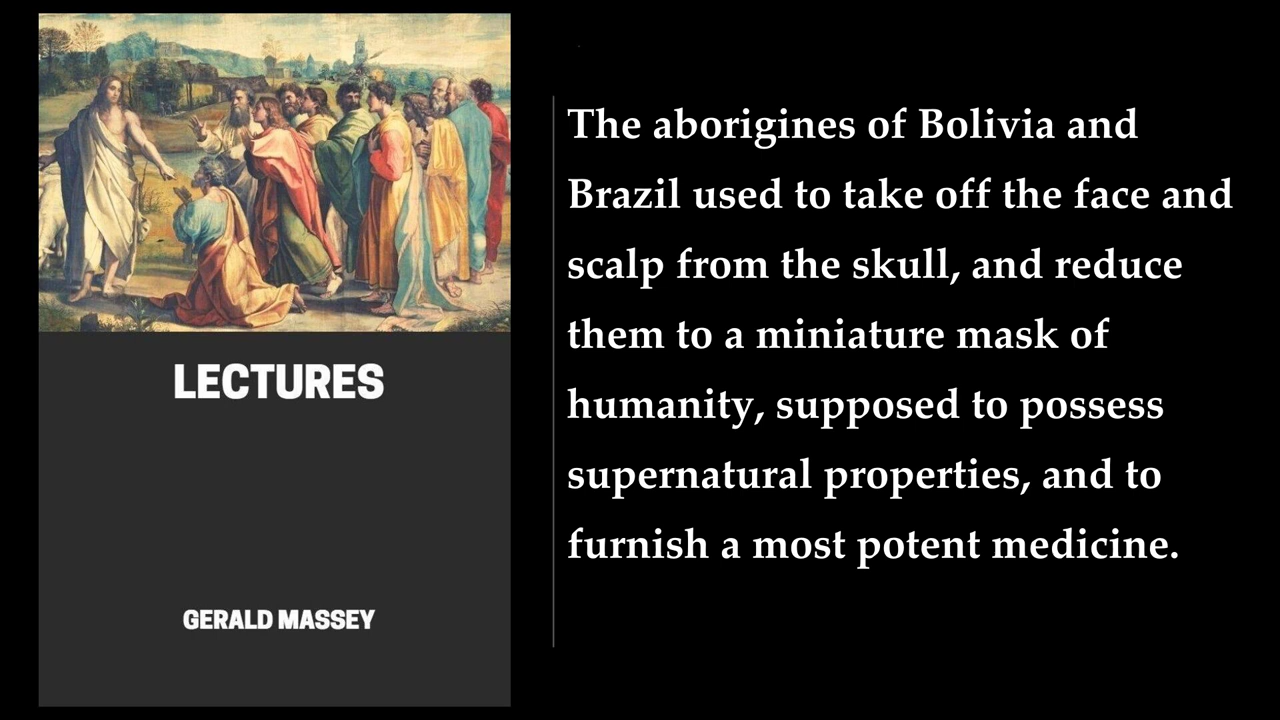 LECTURES
GERALD MASSEY
The aborigines of Bolivia and
Brazil used to take off the face and
scalp from the skull, and reduce
them to a miniature mask of
humanity, supposed to possess
supernatural properties, and to
furnish a most potent medicine.